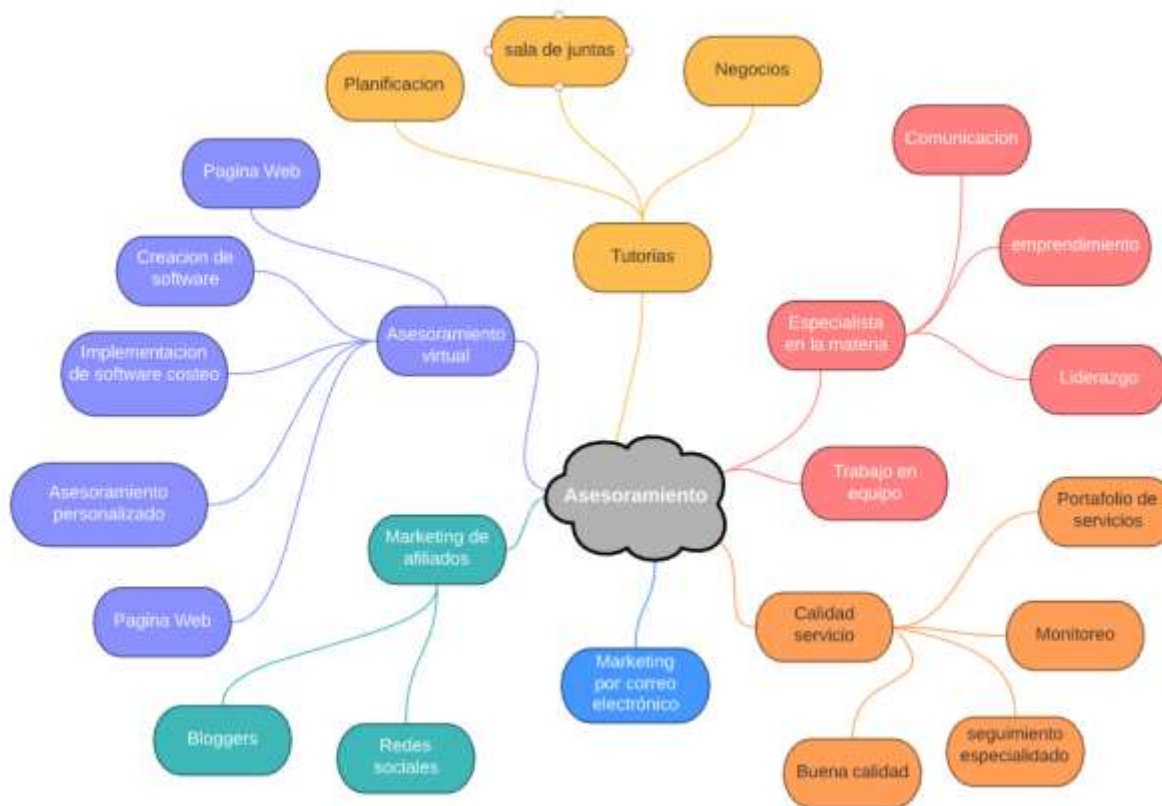 sala de juntas
Planificacion
Negocios
Comunicacion
Pagina Web
Tutorías
emprendimiento
Creacion de
software
Especialista
en la materia
Asesoramiento
virtual
Implementacion
de software costeo
Liderazgo
Trabajo en
equipo
Asesoramiento
Asesoramiento
personalizado
Portafolio de
servicios
Marketing de
afiliados
Pagina Web
Calidad
servicio
Monitoreo
Marketing
por correo
electrónico
Bloggers
Redes
sociales
seguimiento
especialidado
Buena calidad